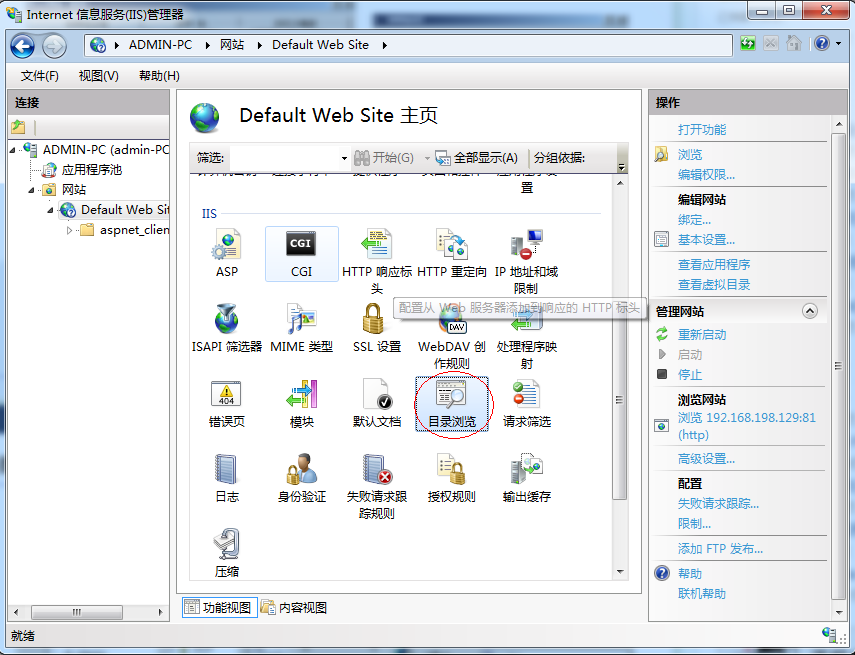 Internet 信息服务(IIS)管理器
ADMIN-PC
网站
Default Web Site
文件(F)
视图(V)
帮助(H)
连接
ADMIN-PC (admin-PC
应用程序池
网站
Default Web Sit
aspnet_clien
Default Web Site 主页
筛选:
开始(G)
全部显示(A)
分组依据:
置
IIS
ASP
CGI
CGI
HTTP 响应标
头
HTTP 重定向
IP 地址和域
限制
配置从 Web 服务器添加到响应的 HTTP 标头
ISAPI 筛选器
MIME 类型
SSL 设置
DAV
WebDAV 创
作规则
处理程序映
射
404
错误页
模块
默认文档
目录浏览
请求筛选
日志
身份验证
失败请求跟
踪规则
授权规则
输出缓存
压缩
功能视图
内容视图
操作
打开功能
浏览
编辑权限...
编辑网站
绑定...
基本设置...
查看应用程序
查看虚拟目录
管理网站
重新启动
启动
停止
浏览网站
浏览 192.168.198.129:81
(http)
高级设置...
配置
失败请求跟踪...
限制...
添加 FTP 发布...
帮助
联机帮助
就绪